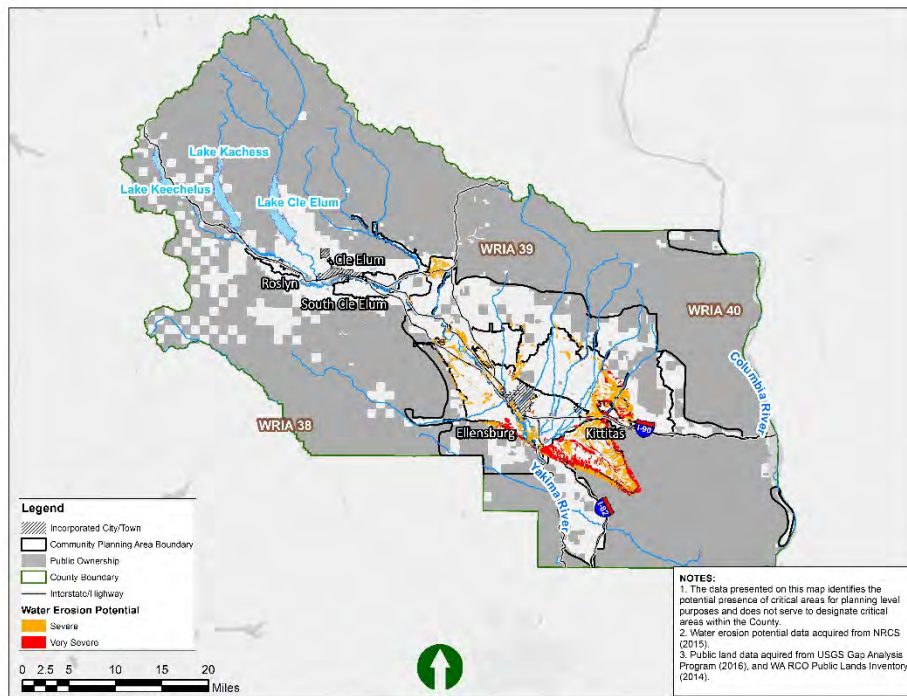 Lake Kachess
Lake Keechelus
Lake Cle Elum
WRIA 39
Cle Elum
Roslyn
South Cle Elum
WRIA 40
Columbia River
WRIA 38
Ellensburg
Kittitas
I-90
Yakima River
I-82
Legend
Incorporated City/Town
Community Planning Area Boundary
Public Ownership
County Boundary
Interstate/Highway
Water Erosion Potential
Severe
Very Severe
0 2.5 5 10 15 20
Miles
NOTES:
1. The data presented on this map identifies the
potential presence of critical areas for planning level
purposes and does not serve to designate critical
areas within the County.
2. Water erosion potential data acquired from NRCS
(2015).
3. Public land data aquired from USGS Gap Analysis
Program (2016), and WA RCO Public Lands Inventory
(2014).